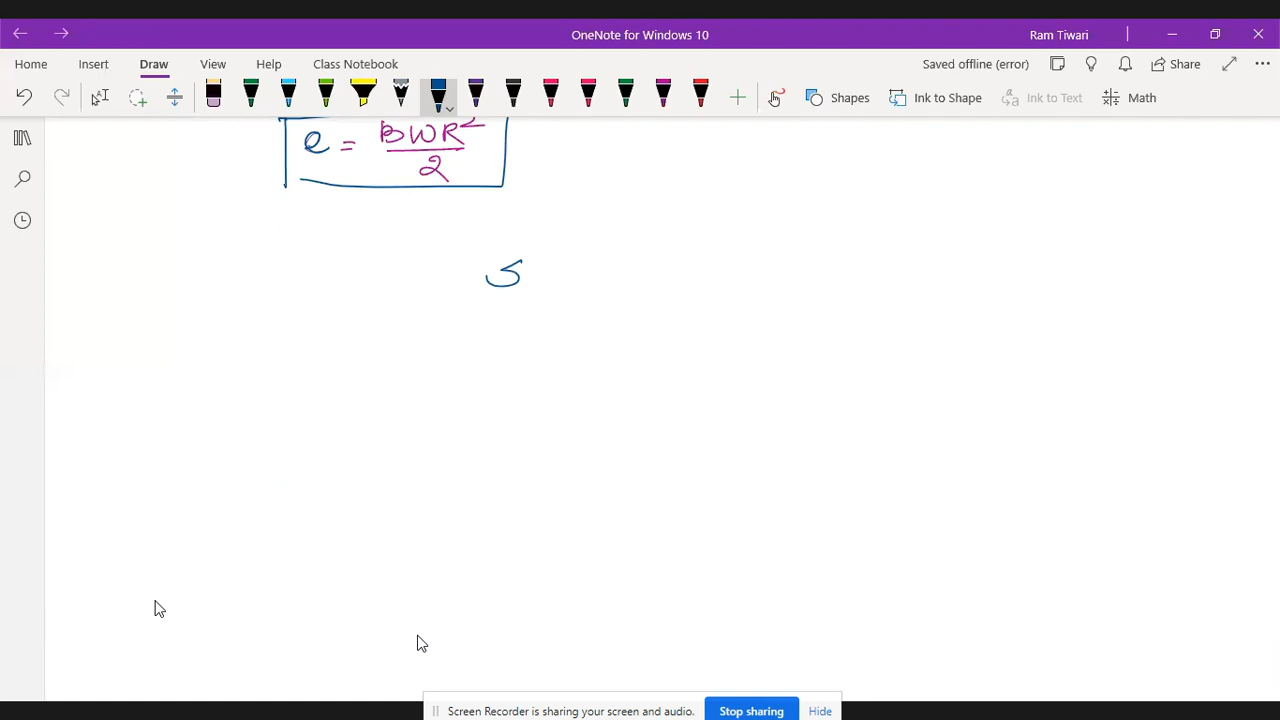 OneNote for Windows 10
Ram Tiwari
Home Insert Draw View Help Class Notebook
Saved offline (error)
Share
Shapes
Ink to Shape
Ink to Text
Math
e = BWR²
2
Screen Recorder is sharing your screen and audio.
Stop sharing
Hide